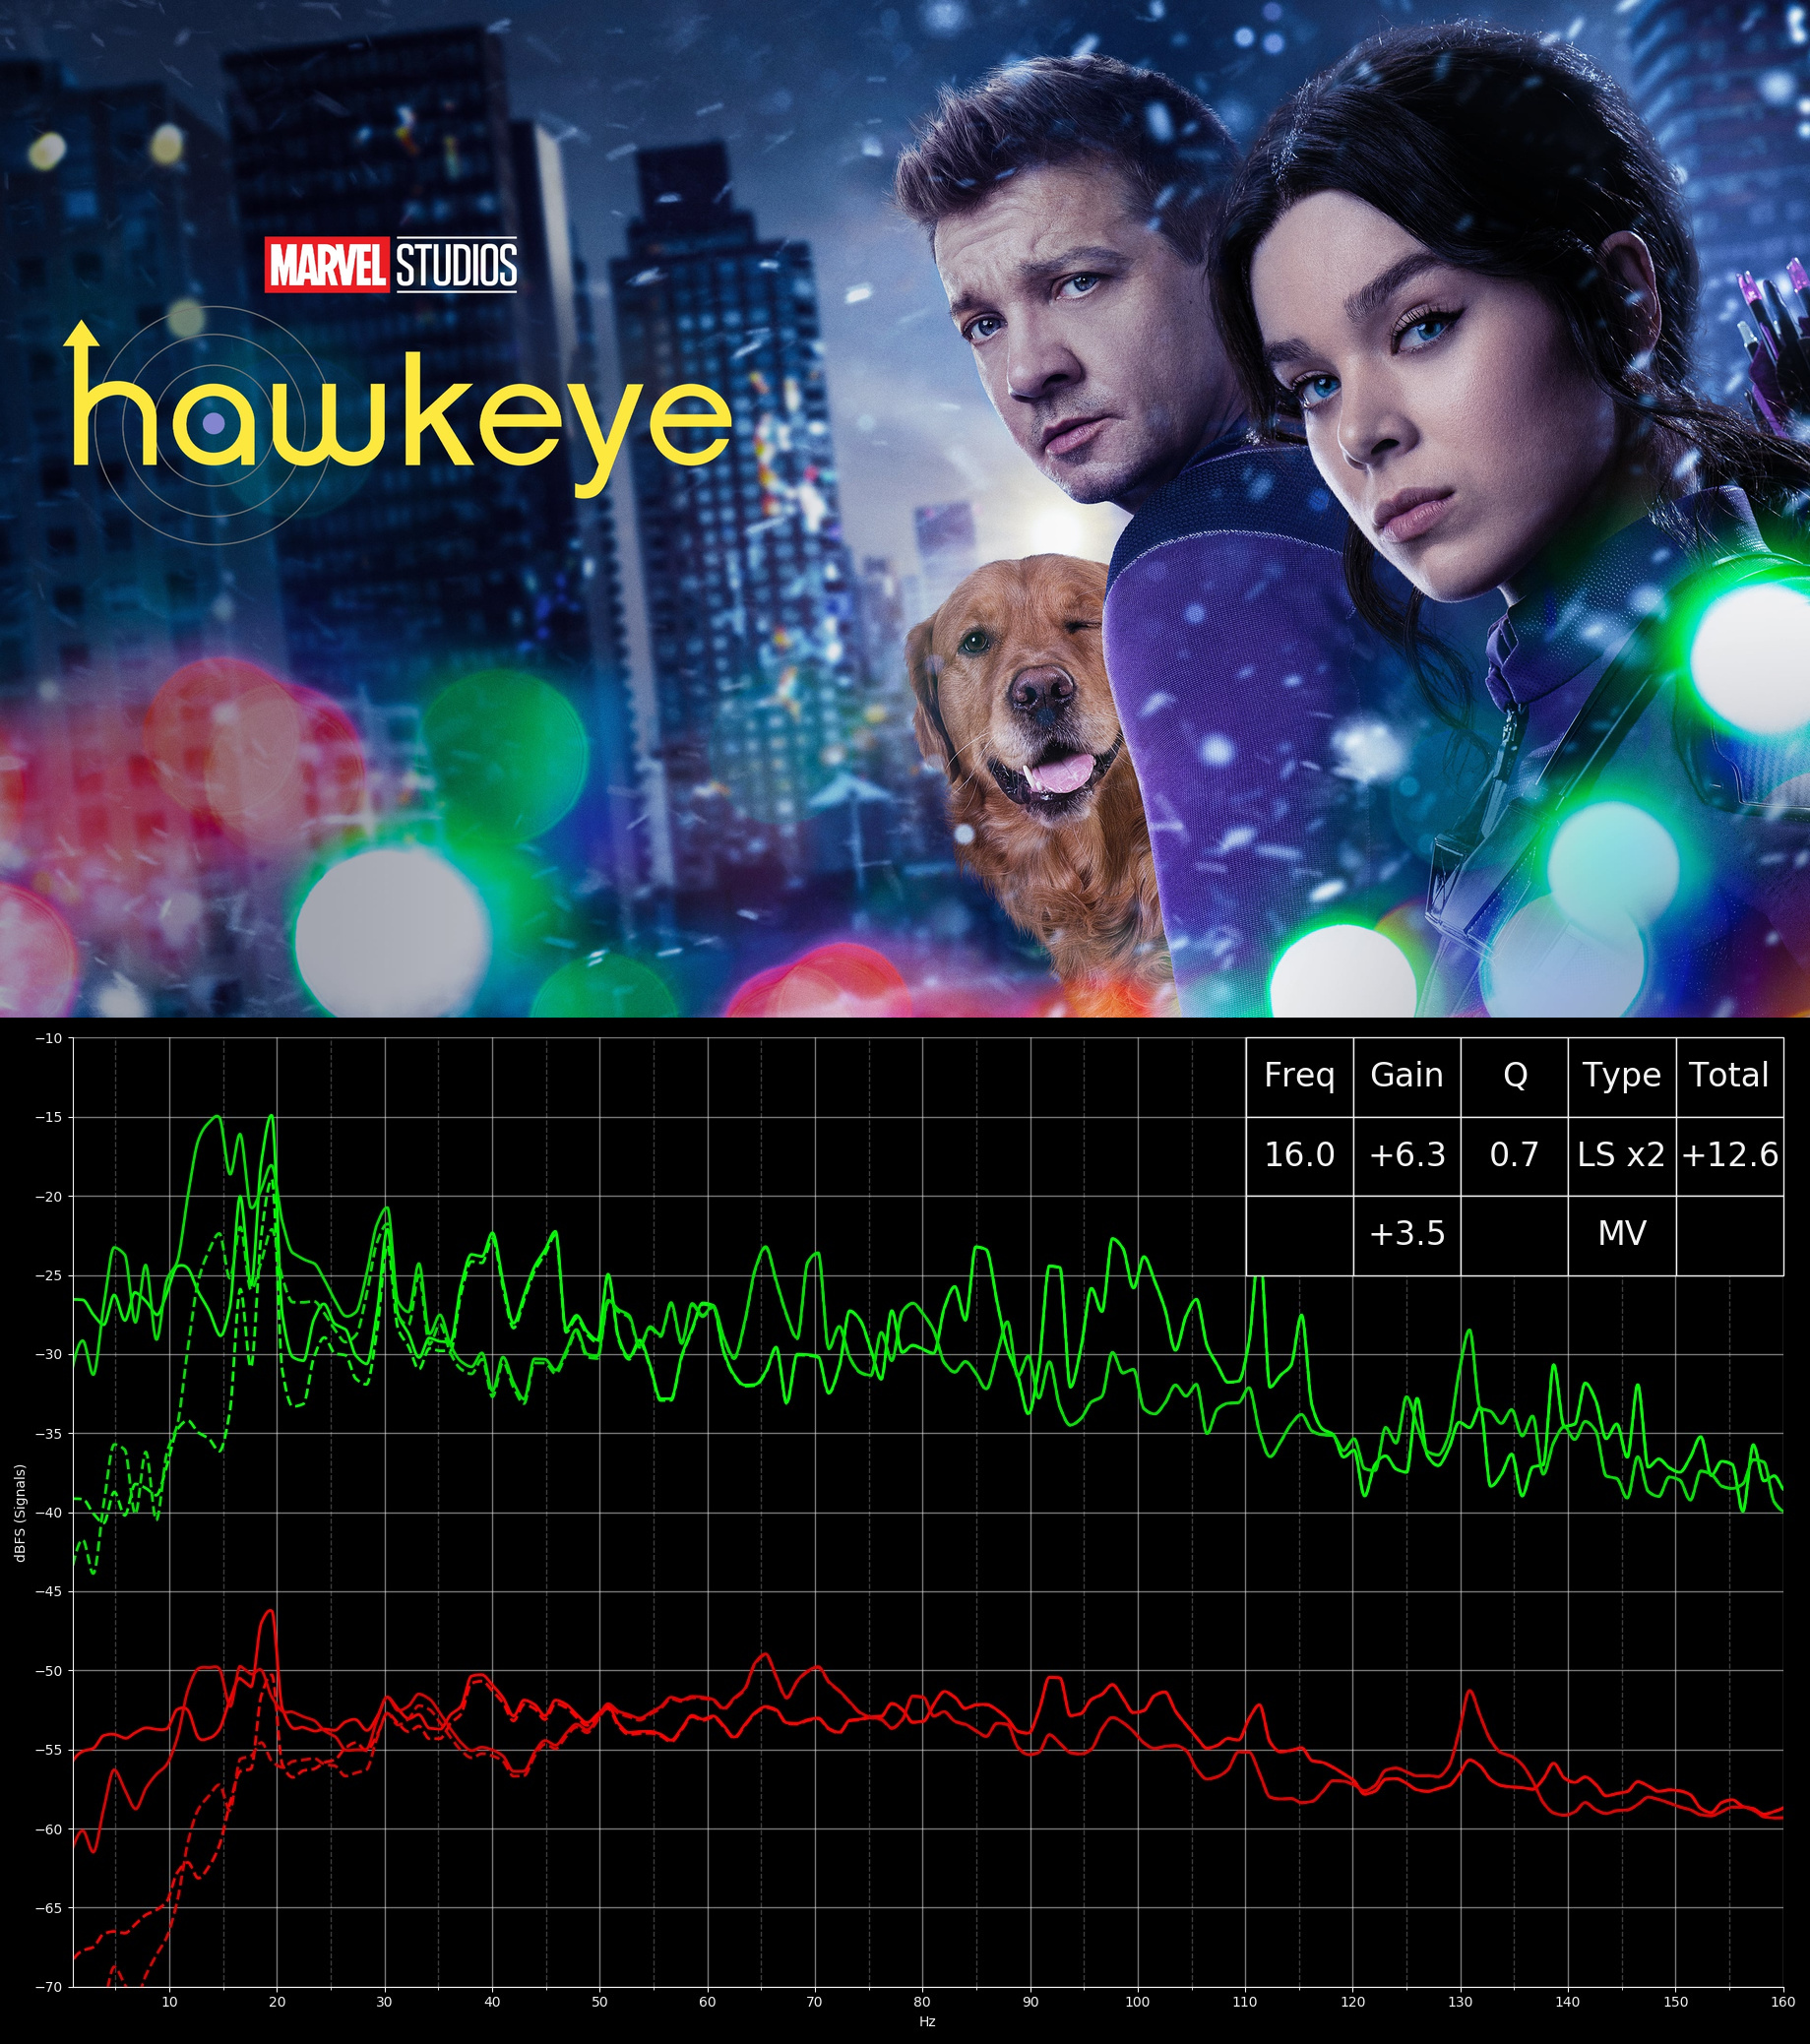 MARVEL STUDIOS
hawkeye
Freq Gain Q Type Total
16.0 +6.3 0.7 LS x2 +12.6
+3.5 MV
−10
−15
−20
−25
−30
−35
−40
−45
−50
−55
−60
−65
−70
dBFS (Signals)
10 20 30 40 50 60 70 80 90 100 110 120 130 140 150 160
Hz